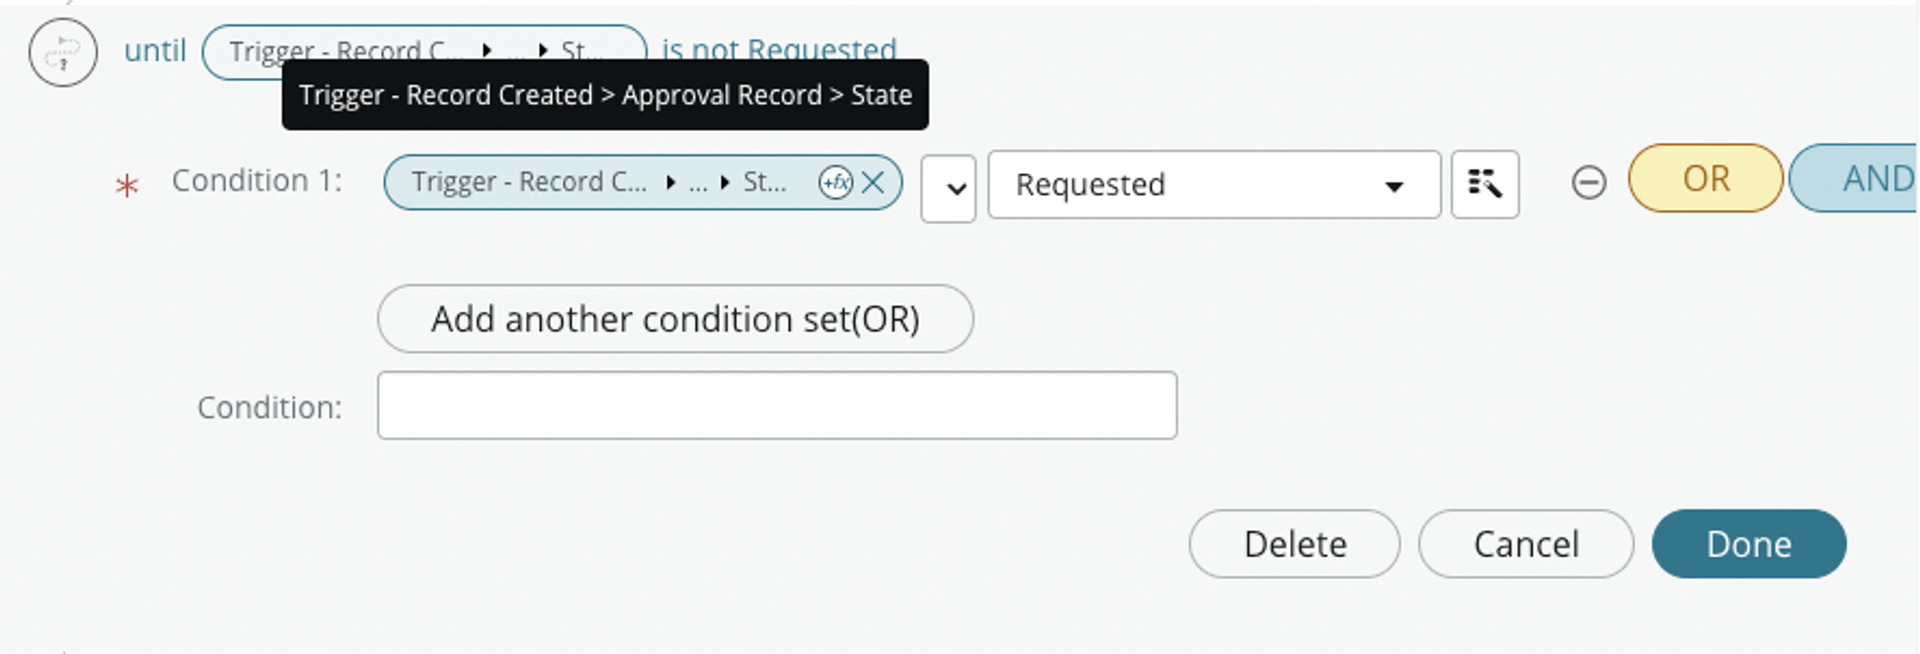 until Trigger - Record C... ... St... is not Requested
Trigger - Record Created > Approval Record > State
* Condition 1: Trigger - Record C... ... St... +fx Requested OR AND
Add another condition set(OR)
Condition:
Delete Cancel Done